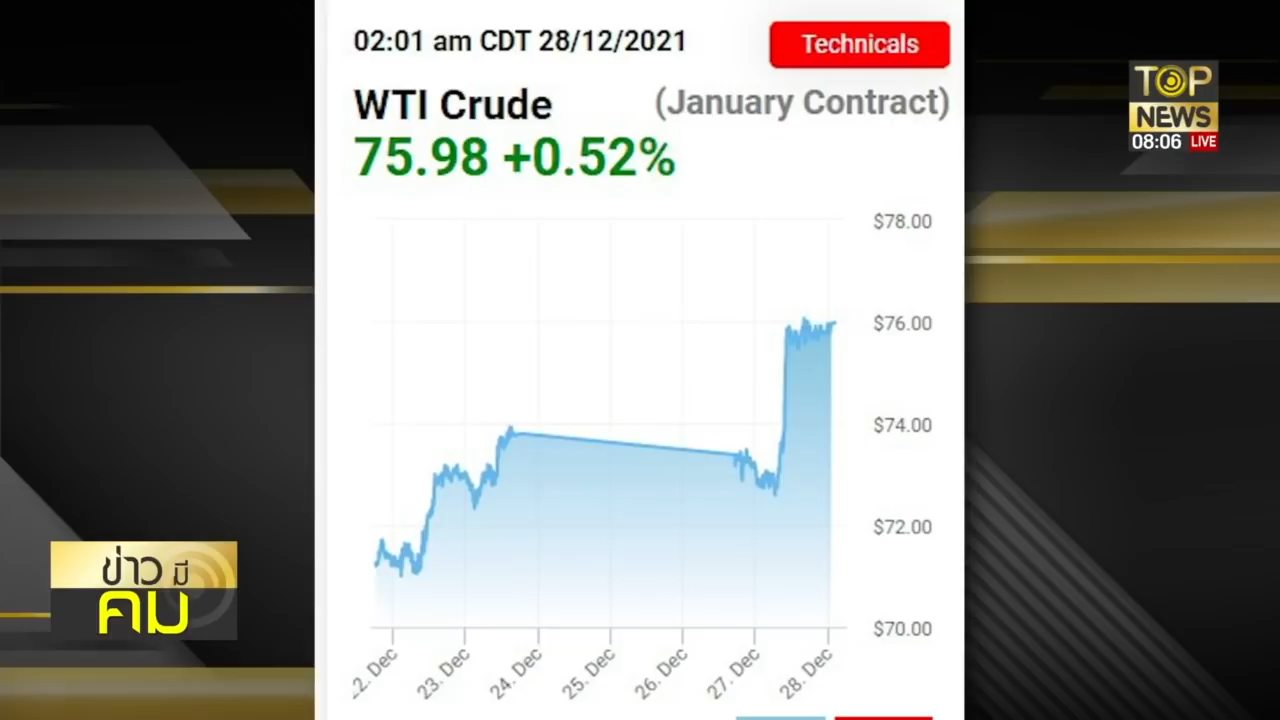 02:01 am CDT 28/12/2021
Technicals
WTI Crude
(January Contract)
75.98 +0.52%
$78.00
$76.00
$74.00
$72.00
$70.00
22. Dec
23. Dec
24. Dec
25. Dec
26. Dec
27. Dec
28. Dec
TOP
NEWS
08:06 LIVE
ข่าวมี
คม